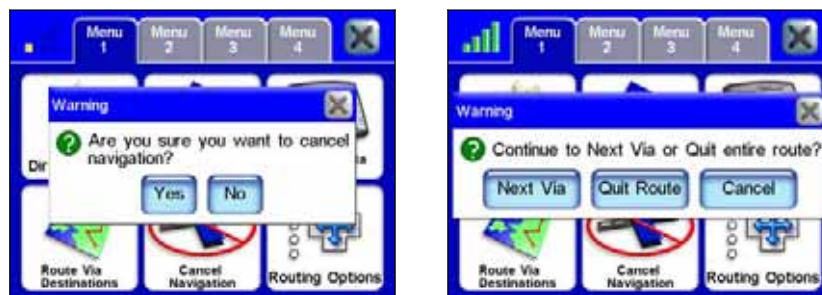 Menu 1
Menu 2
Menu 3
Menu 4
Warning
Are you sure you want to cancel
navigation?
Yes
No
Dir
Route Via
Destinations
Cancel
Navigation
Routing Options
Menu 1
Menu 2
Menu 3
Menu 4
Warning
Continue to Next Via or Quit entire route?
Next Via
Quit Route
Cancel
Route Via
Destinations
Cancel
Navigation
Routing Options